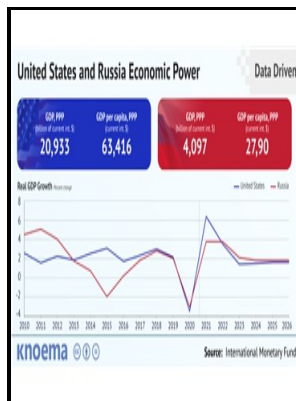 United States and Russia Economic Power
Data Driven
GDP, PPP
(billion of current int. $)
20,933
GDP per capita, PPP
(current int. $)
63,416
GDP, PPP
(billion of current int. $)
4,097
GDP per capita, PPP
(current int. $)
27,90
Real GDP Growth Percent change
United States
Russia
8
6
4
2
0
-2
-4
2010 2011 2012 2013 2014 2015 2016 2017 2018 2019 2020 2021 2022 2023 2024 2025 2026
knoema
Source: International Monetary Fund